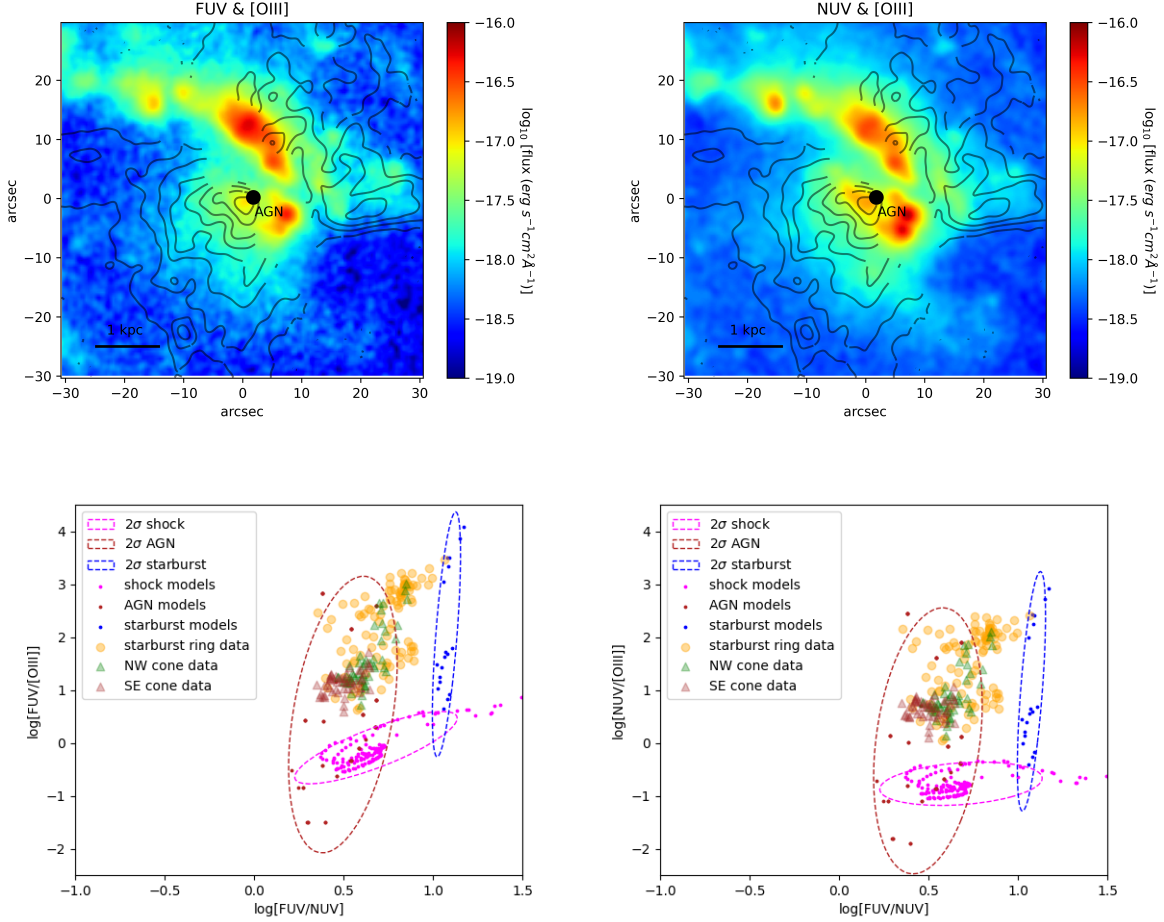 FUV & [OIII]
20
10
0
−10
−20
−30
arcsec
−30 −20 −10 0 10 20 30
arcsec
AGN
1 kpc
−16.0
−16.5
−17.0
−17.5
−18.0
−18.5
−19.0
log₁₀[flux (erg s⁻¹cm²Å⁻¹)]
NUV & [OIII]
20
10
0
−10
−20
−30
arcsec
−30 −20 −10 0 10 20 30
arcsec
AGN
1 kpc
−16.0
−16.5
−17.0
−17.5
−18.0
−18.5
−19.0
log₁₀[flux (erg s⁻¹cm²Å⁻¹)]
2σ shock
2σ AGN
2σ starburst
shock models
AGN models
starburst models
starburst ring data
NW cone data
SE cone data
4
3
2
1
0
−1
−2
log[FUV/[OIII]]
−1.0 −0.5 0.0 0.5 1.0 1.5
log[FUV/NUV]
2σ shock
2σ AGN
2σ starburst
shock models
AGN models
starburst models
starburst ring data
NW cone data
SE cone data
4
3
2
1
0
−1
−2
log[NUV/[OIII]]
−1.0 −0.5 0.0 0.5 1.0 1.5
log[FUV/NUV]